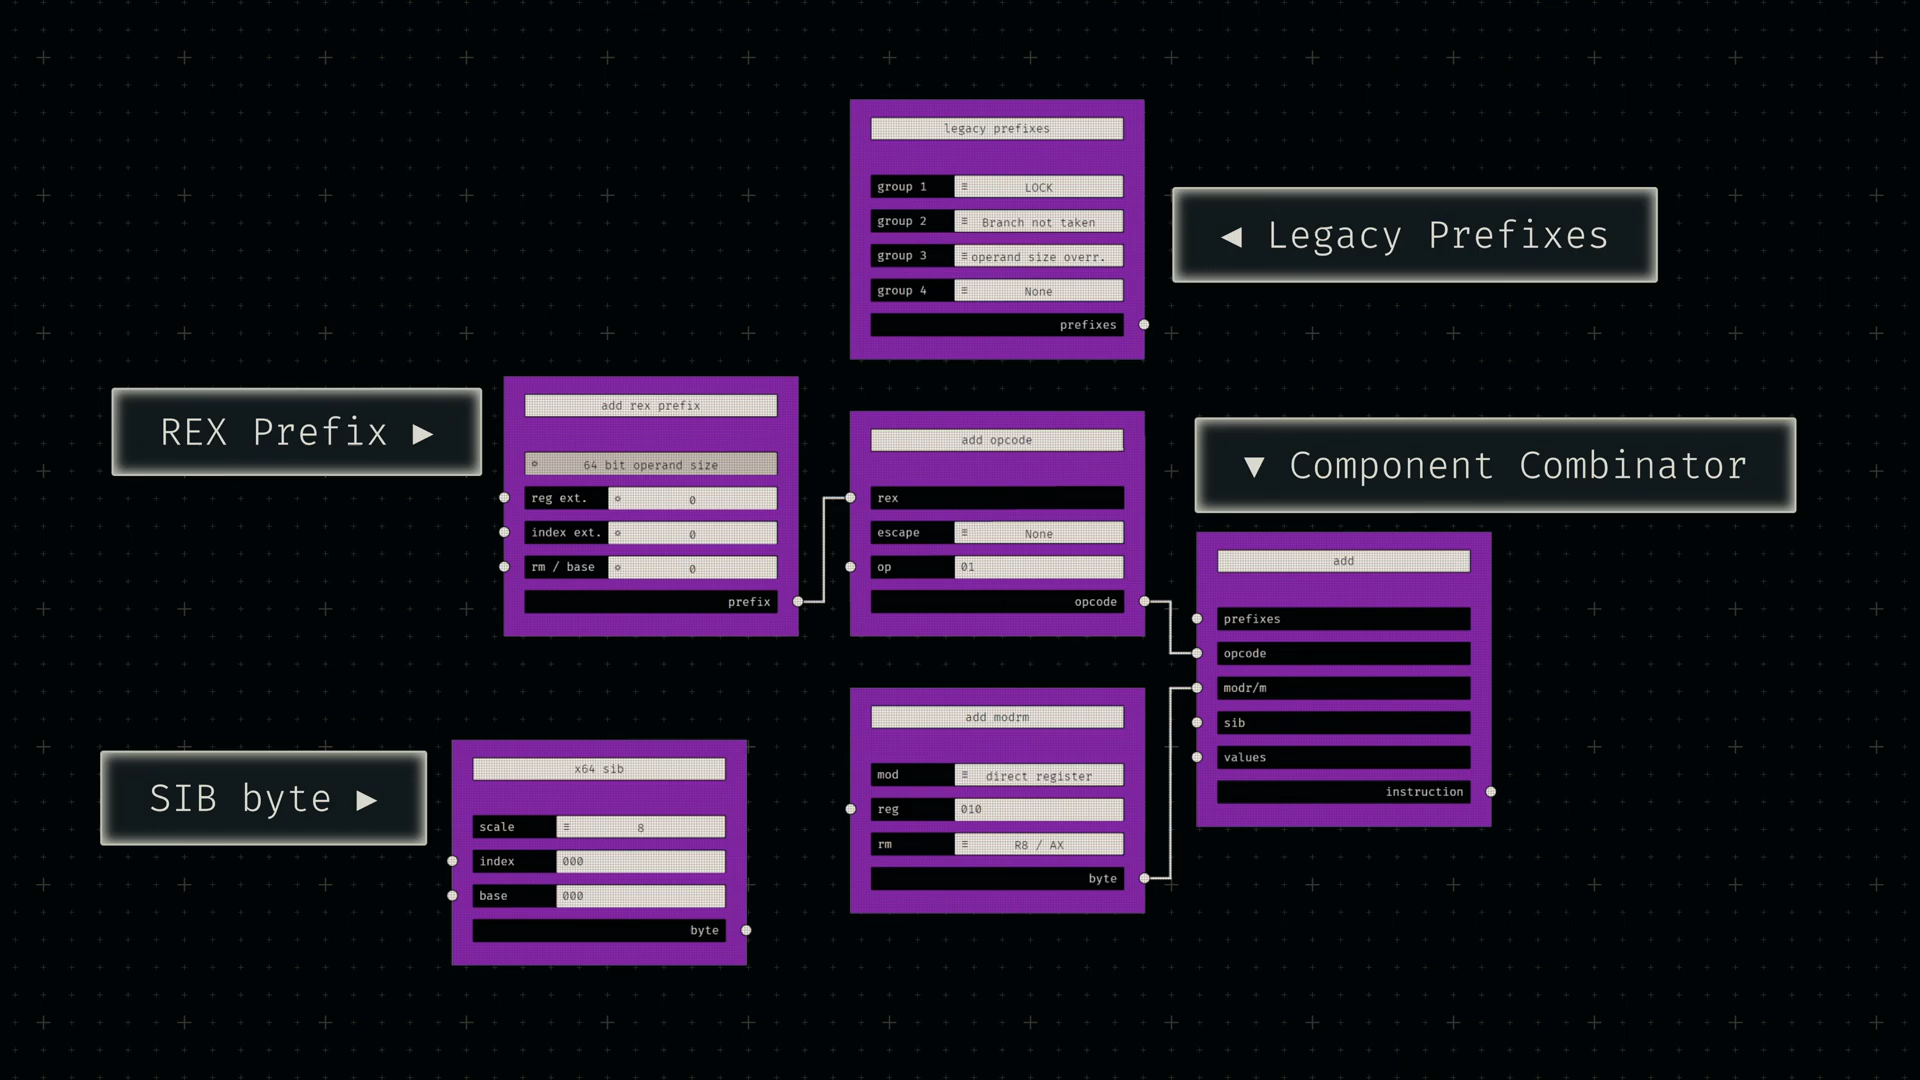 legacy prefixes
group 1 ≡ LOCK
group 2 ≡ Branch not taken
group 3 ≡ operand size overr.
group 4 ≡ None
prefixes
◀ Legacy Prefixes
REX Prefix ▶
add rex prefix
64 bit operand size
reg ext. 0
index ext. 0
rm / base 0
prefix
add opcode
rex
escape ≡ None
op 01
opcode
▼ Component Combinator
add
prefixes
opcode
modr/m
sib
values
instruction
SIB byte ▶
x64 sib
scale ≡ 8
index 000
base 000
byte
add modrm
mod ≡ direct register
reg 010
rm ≡ R8 / AX
byte